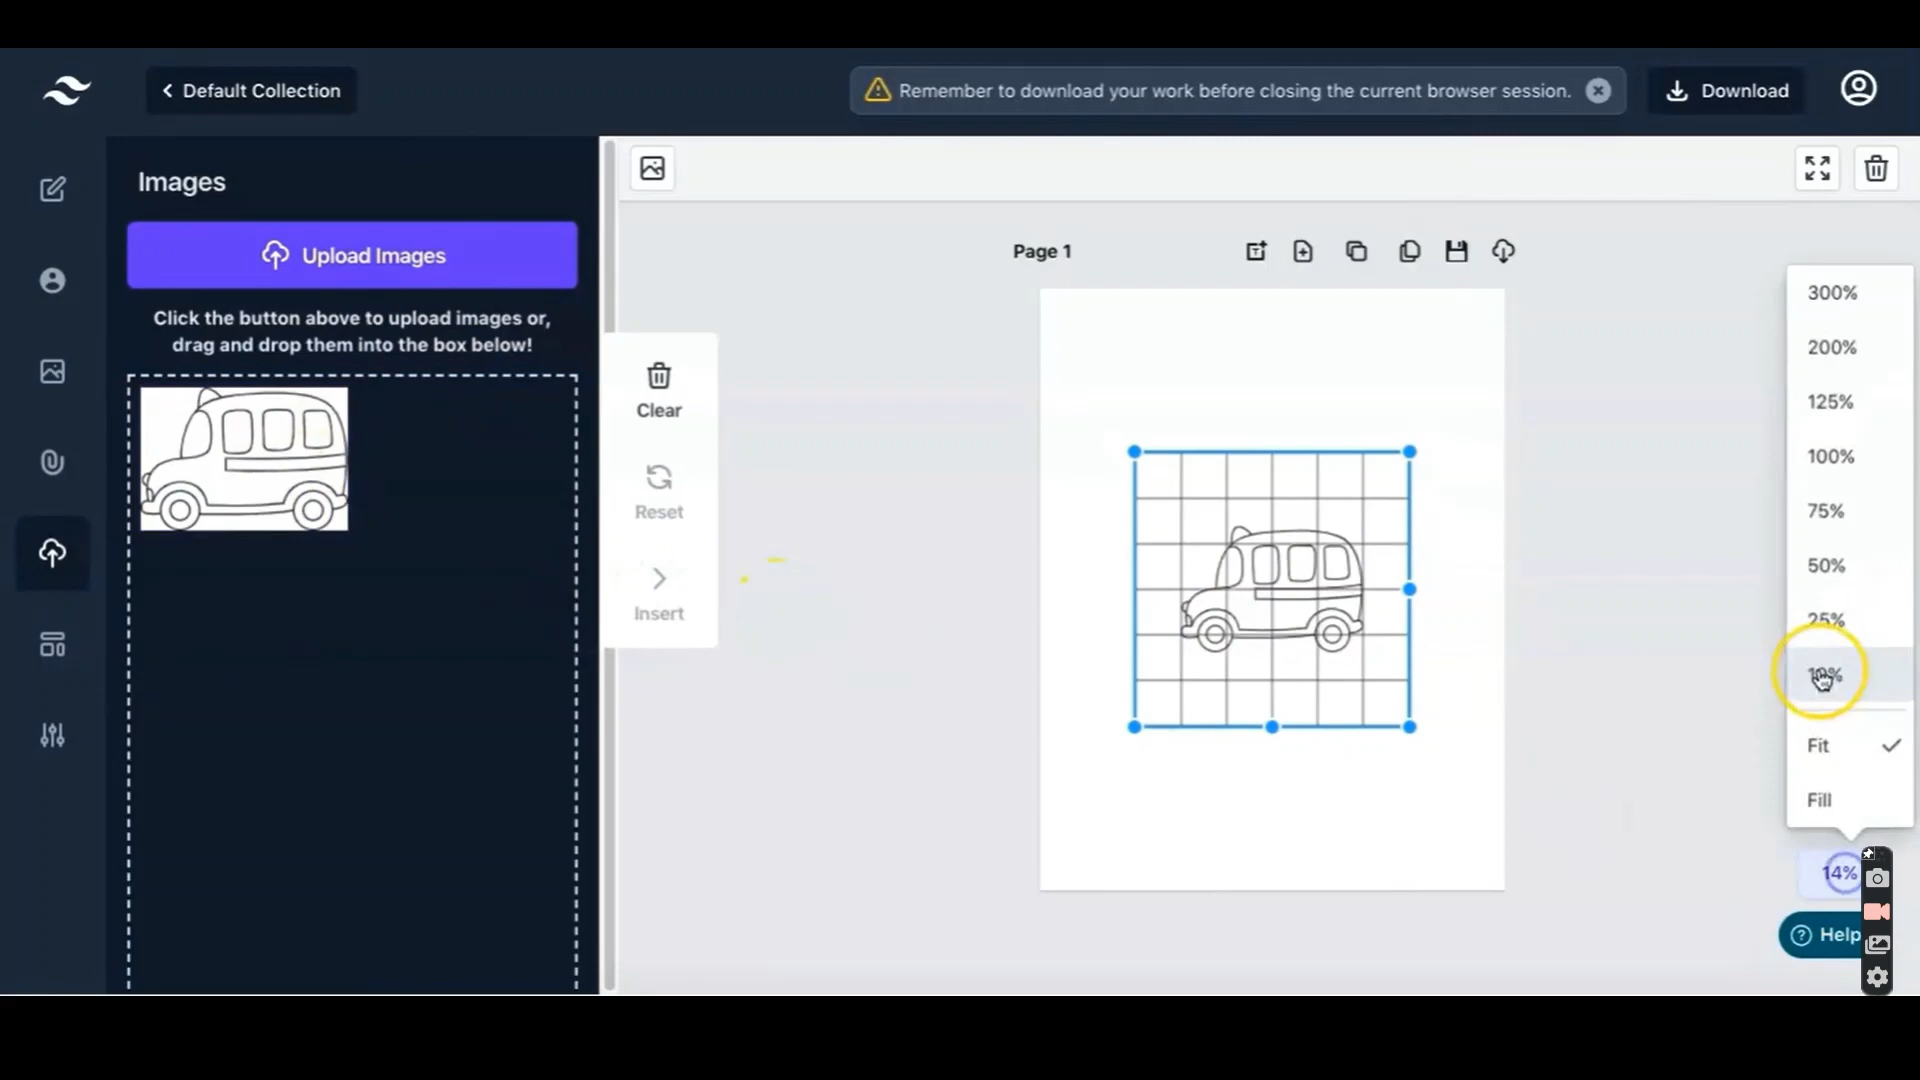 Default Collection
Remember to download your work before closing the current browser session.
Download
Images
Upload Images
Click the button above to upload images or,
drag and drop them into the box below!
Clear
Reset
Insert
Page 1
300%
200%
125%
100%
75%
50%
25%
10%
Fit
Fill
14%
Help